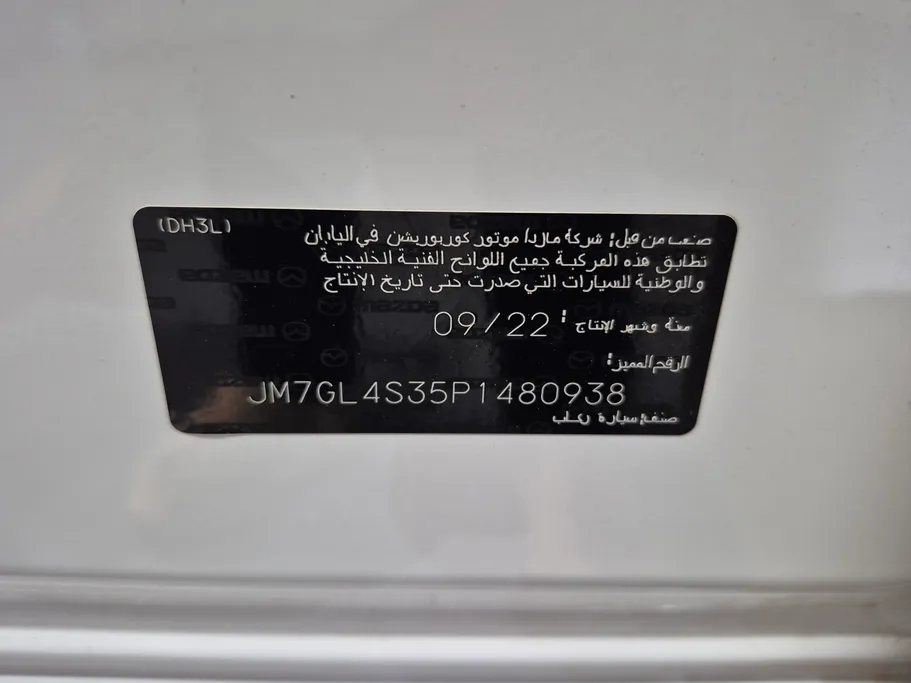 (DH3L)
صنعت من قبل: شركة مازدا موتور كوربوريشن في اليابان
تطابق هذه المركبة جميع اللوائح الفنية الخليجية
والوطنية للسيارات التي صدرت حتى تاريخ الإنتاج
سنة وشهر الإنتاج: 09/22
الرقم المميز:
JM7GL4S35P1480938
صنف: سيارة ركاب